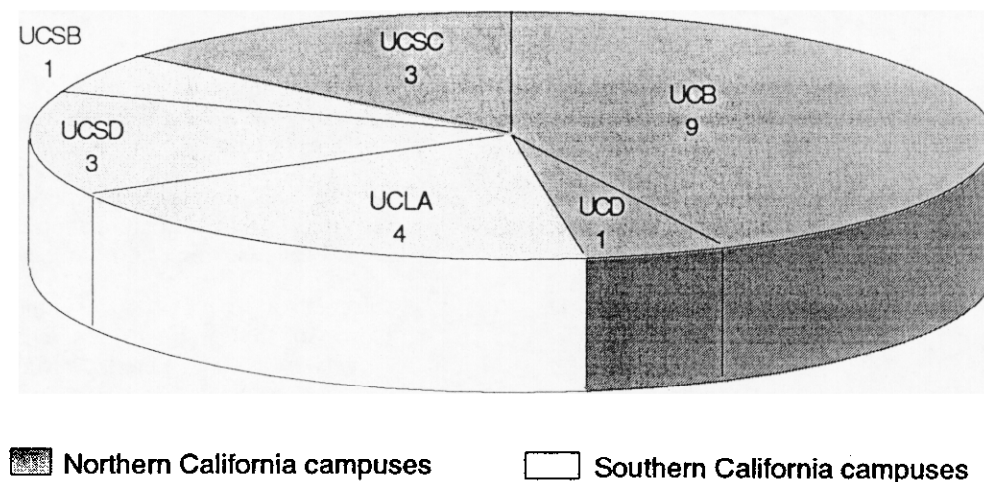 UCSB
1
UCSC
3
UCB
9
UCSD
3
UCLA
4
UCD
1
Northern California campuses
Southern California campuses